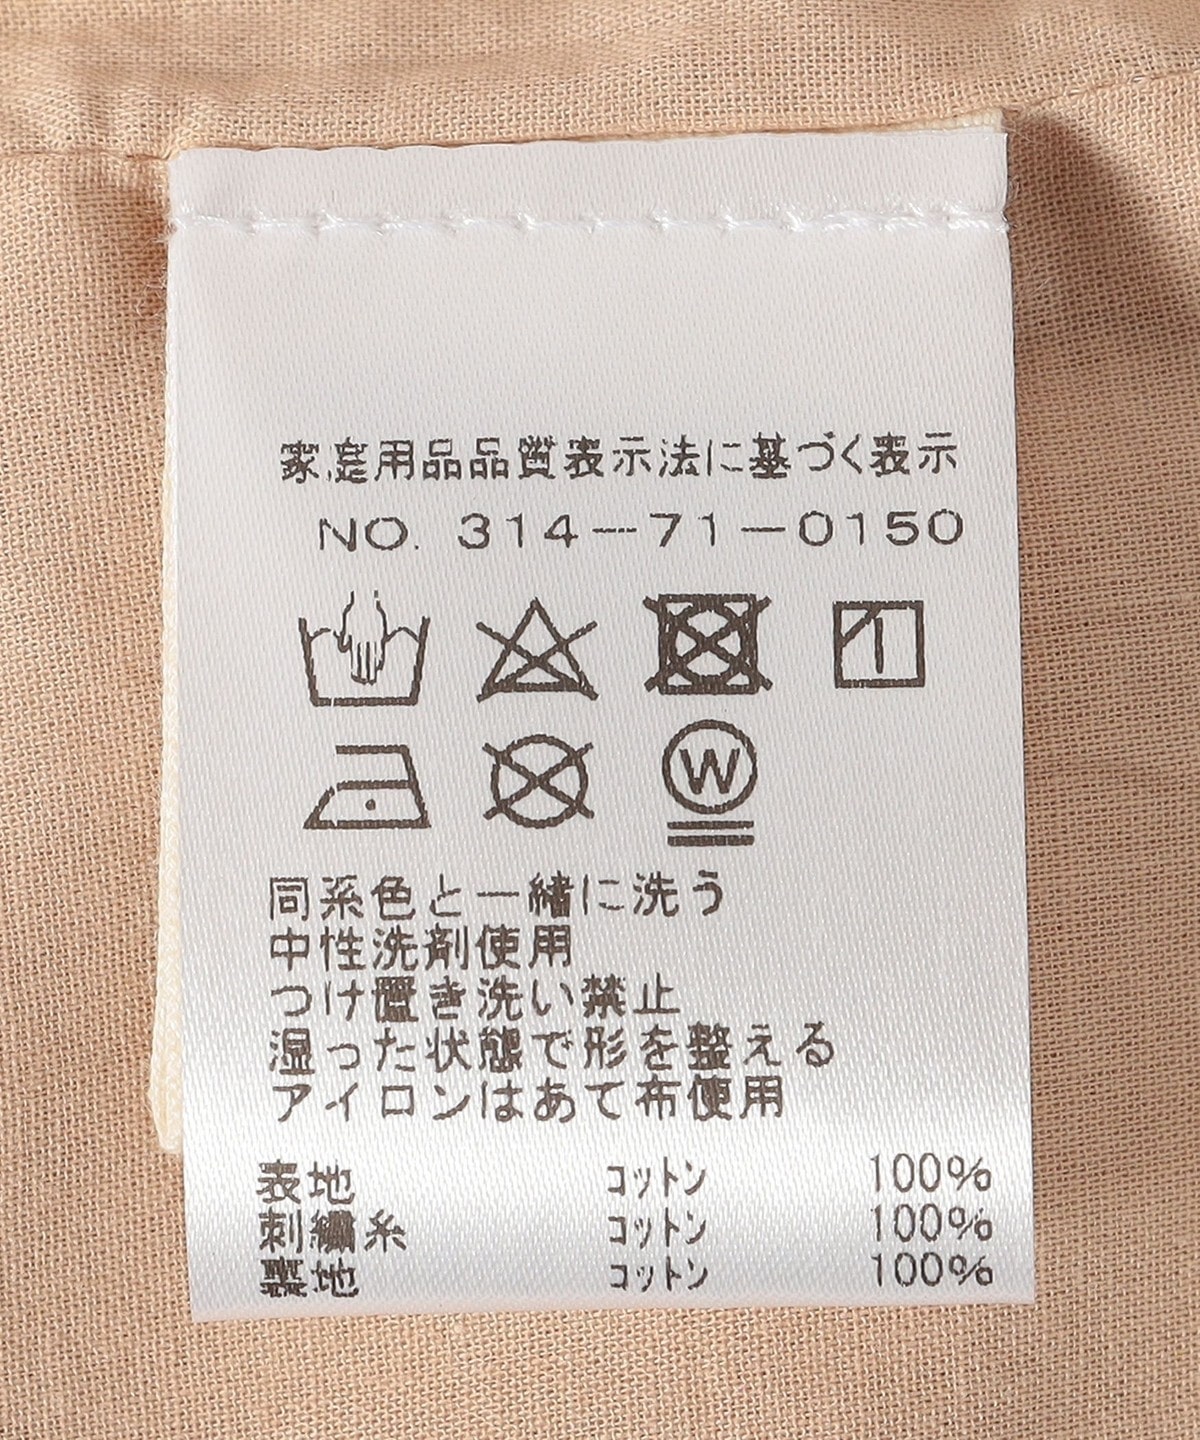 家庭用品品質表示法に基づく表示
NO. 314-71-0150
W
同系色と一緒に洗う
中性洗剤使用
つけ置き洗い禁止
湿った状態で形を整える
アイロンはあて布使用
表地 コットン 100%
刺繍糸 コットン 100%
裏地 コットン 100%